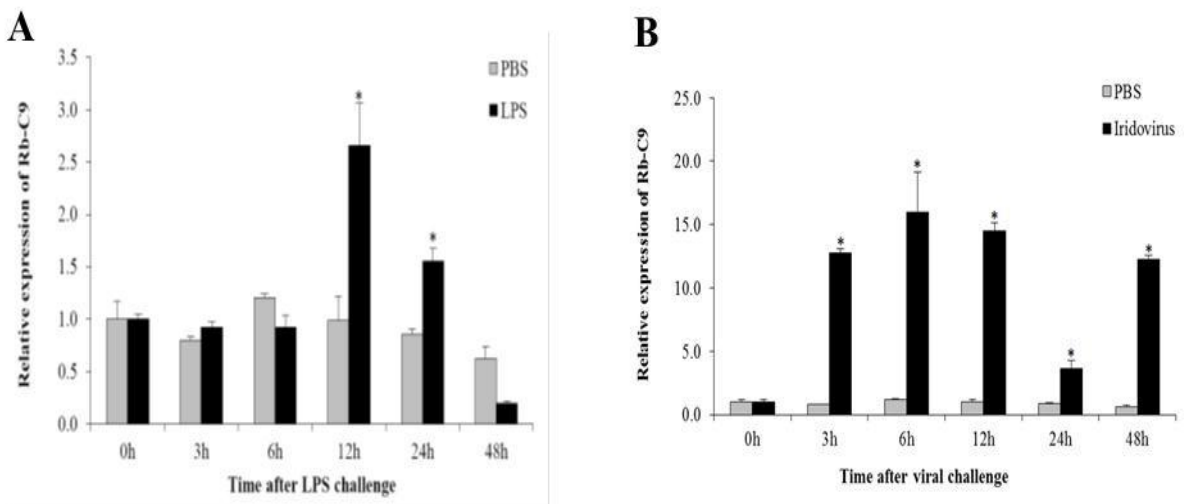 A
Relative expression of Rb-C9
3.5
3.0
2.5
2.0
1.5
1.0
0.5
0.0
PBS
LPS
*
*
0h 3h 6h 12h 24h 48h
Time after LPS challenge
B
Relative expression of Rb-C9
25.0
20.0
15.0
10.0
5.0
0.0
PBS
Iridovirus
*
*
*
*
*
0h 3h 6h 12h 24h 48h
Time after viral challenge